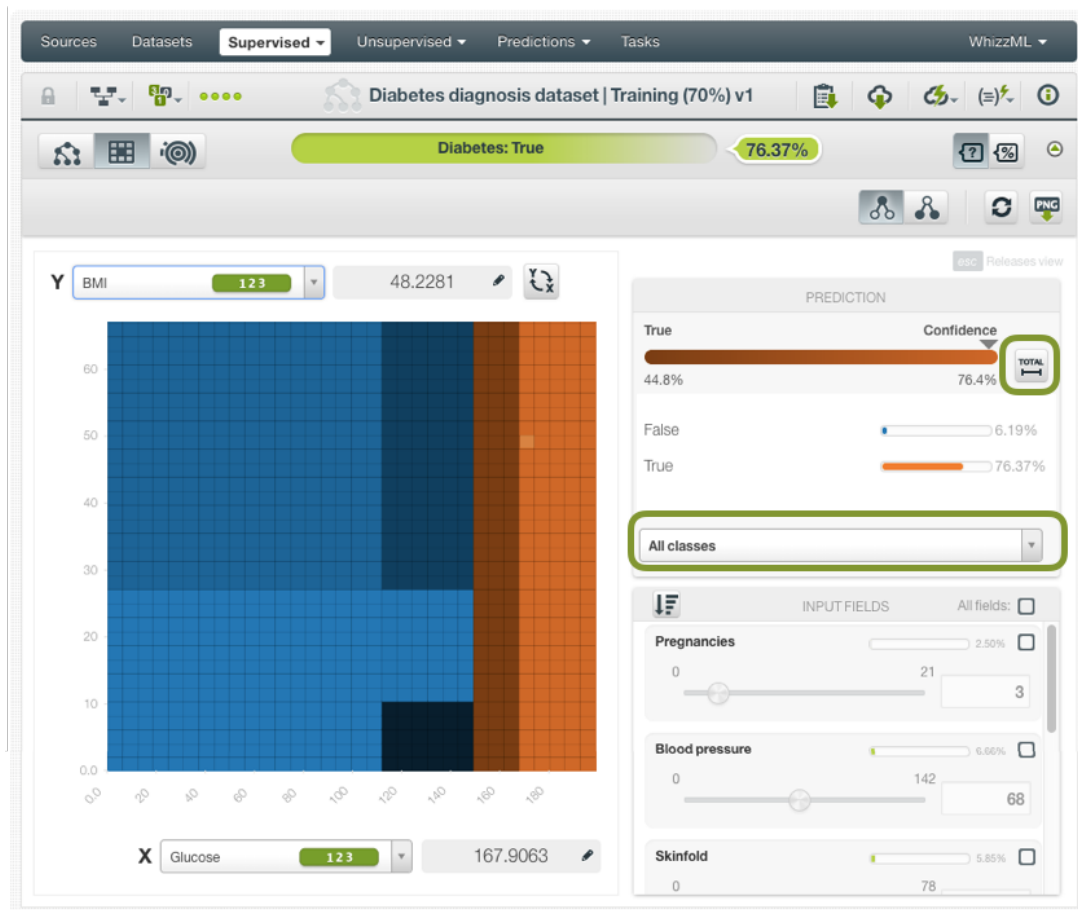 Sources Datasets Supervised Unsupervised Predictions Tasks WhizzML
Diabetes diagnosis dataset | Training (70%) v1
Diabetes: True 76.37%
PNG
esc Releases view
Y BMI 123 48.2281 Y X
PREDICTION
True Confidence
TOTAL
44.8% 76.4%
False 6.19%
True 76.37%
All classes
INPUT FIELDS All fields:
Pregnancies 2.50%
0 21
3
Blood pressure 6.66%
0 142
68
Skinfold 5.85%
0 78
60
50
40
30
20
10
0.0
0.0 20 40 60 80 100 120 140 160 180
X Glucose 123 167.9063